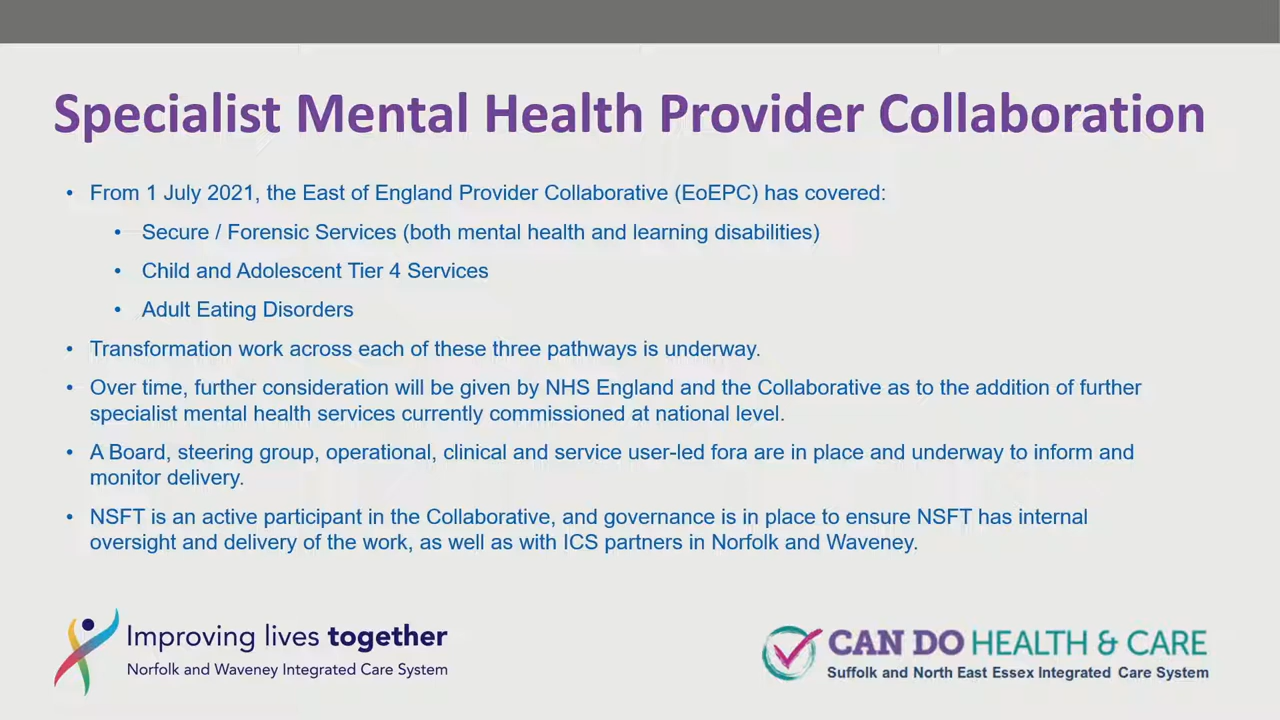 Specialist Mental Health Provider Collaboration
• From 1 July 2021, the East of England Provider Collaborative (EoEPC) has covered:
• Secure / Forensic Services (both mental health and learning disabilities)
• Child and Adolescent Tier 4 Services
• Adult Eating Disorders
• Transformation work across each of these three pathways is underway.
• Over time, further consideration will be given by NHS England and the Collaborative as to the addition of further
specialist mental health services currently commissioned at national level.
• A Board, steering group, operational, clinical and service user-led fora are in place and underway to inform and
monitor delivery.
• NSFT is an active participant in the Collaborative, and governance is in place to ensure NSFT has internal
oversight and delivery of the work, as well as with ICS partners in Norfolk and Waveney.
Improving lives together
Norfolk and Waveney Integrated Care System
CAN DO HEALTH & CARE
Suffolk and North East Essex Integrated Care System